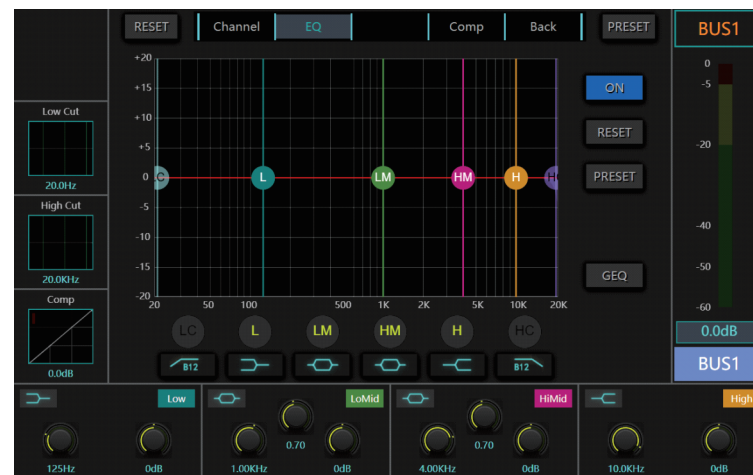 RESET Channel EQ Comp Back PRESET BUS1
+20
+15
+10
+5
0
-5
-10
-15
-20
C L LM HM H HC
20 50 100 500 1K 2K 5K 10K 20K
ON
RESET
PRESET
GEQ
Low Cut
20.0Hz
High Cut
20.0KHz
Comp
0.0dB
LC L LM HM H HC
B12 B12
0
-5
-20
-40
-50
-60
0.0dB
BUS1
Low LoMid HiMid High
0.70 0.70
125Hz 0dB 1.00KHz 0dB 4.00KHz 0dB 10.0KHz 0dB